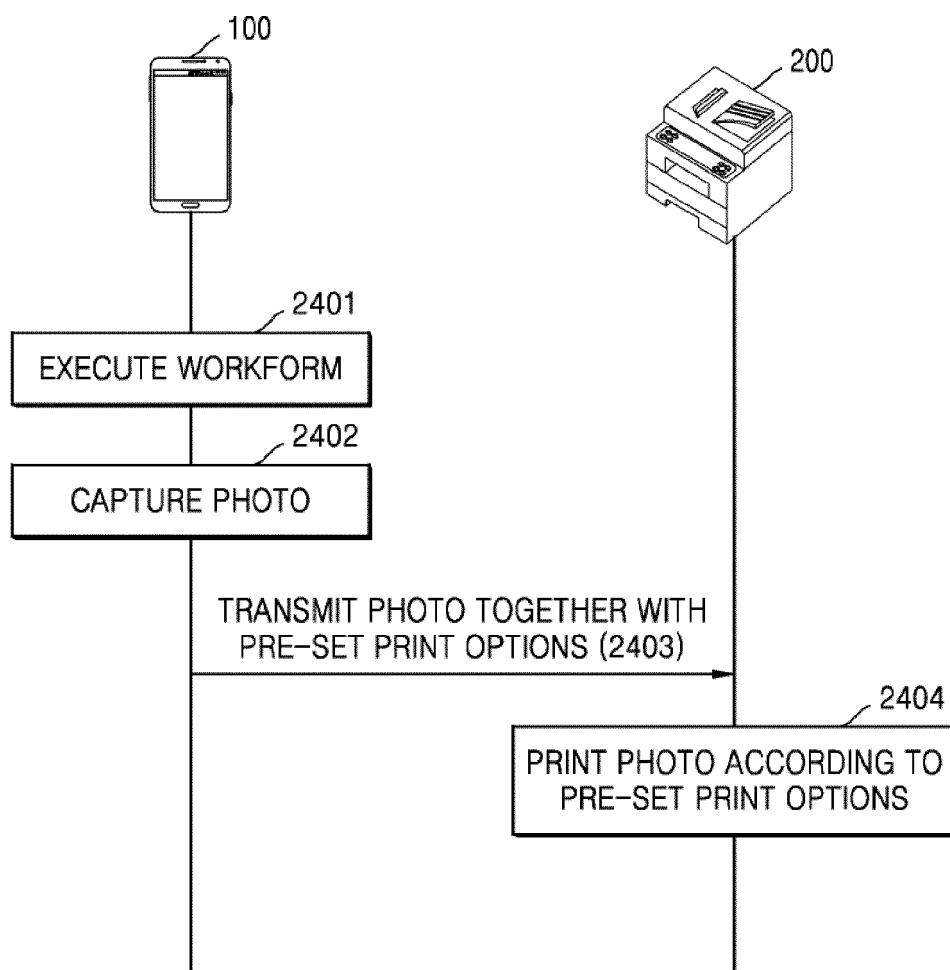 100
200
2401
EXECUTE WORKFORM
2402
CAPTURE PHOTO
TRANSMIT PHOTO TOGETHER WITH
PRE-SET PRINT OPTIONS (2403)
2404
PRINT PHOTO ACCORDING TO
PRE-SET PRINT OPTIONS